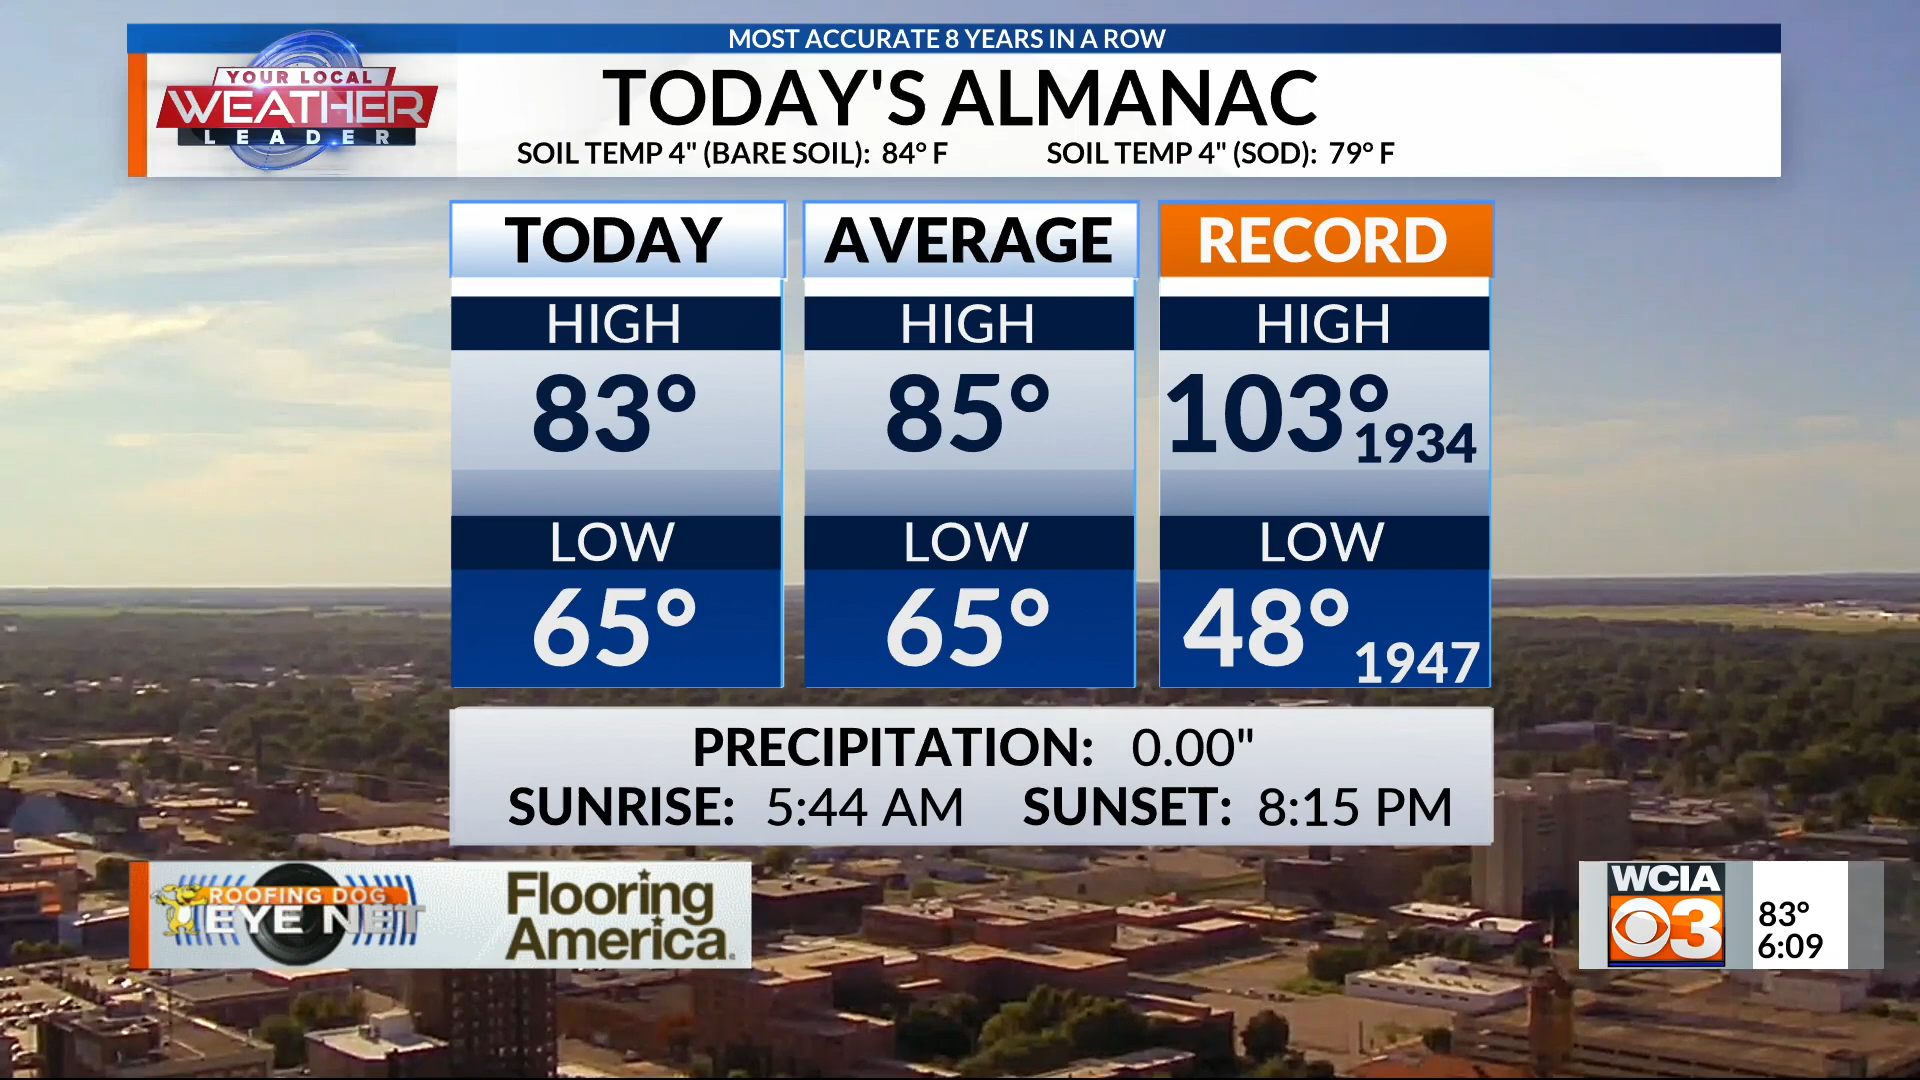 MOST ACCURATE 8 YEARS IN A ROW
YOUR LOCAL
WEATHER
LEADER
TODAY'S ALMANAC
SOIL TEMP 4" (BARE SOIL): 84° F SOIL TEMP 4" (SOD): 79° F
TODAY AVERAGE RECORD
HIGH HIGH HIGH
83° 85° 103° 1934
LOW LOW LOW
65° 65° 48° 1947
PRECIPITATION: 0.00"
SUNRISE: 5:44 AM SUNSET: 8:15 PM
ROOFING DOG
EYE NET
Flooring
America.
WCIA
3
83°
6:09